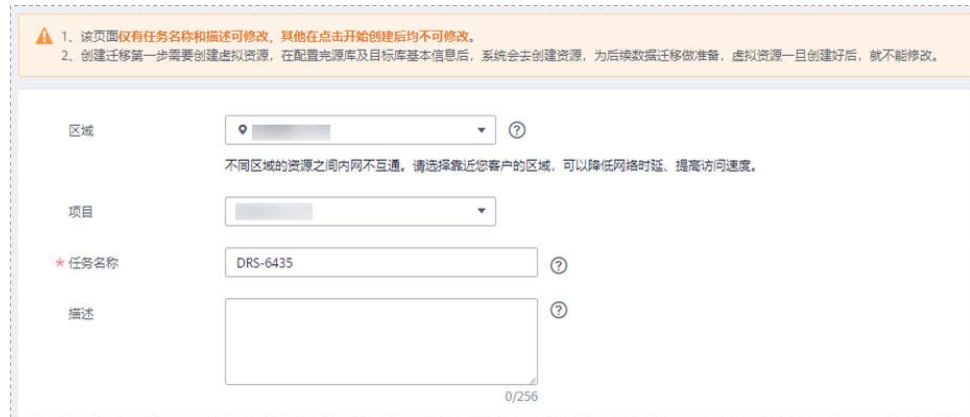 1、该页面仅有任务名称和描述可修改，其他在点击开始创建后均不可修改。
2、创建迁移第一步需要创建虚拟资源，在配置完源库及目标库基本信息后，系统会去创建资源，为后续数据迁移做准备，虚拟资源一旦创建好后，就不能修改。
区域
不同区域的资源之间内网不互通。请选择靠近您客户的区域，可以降低网络时延、提高访问速度。
项目
* 任务名称 DRS-6435
描述
0/256